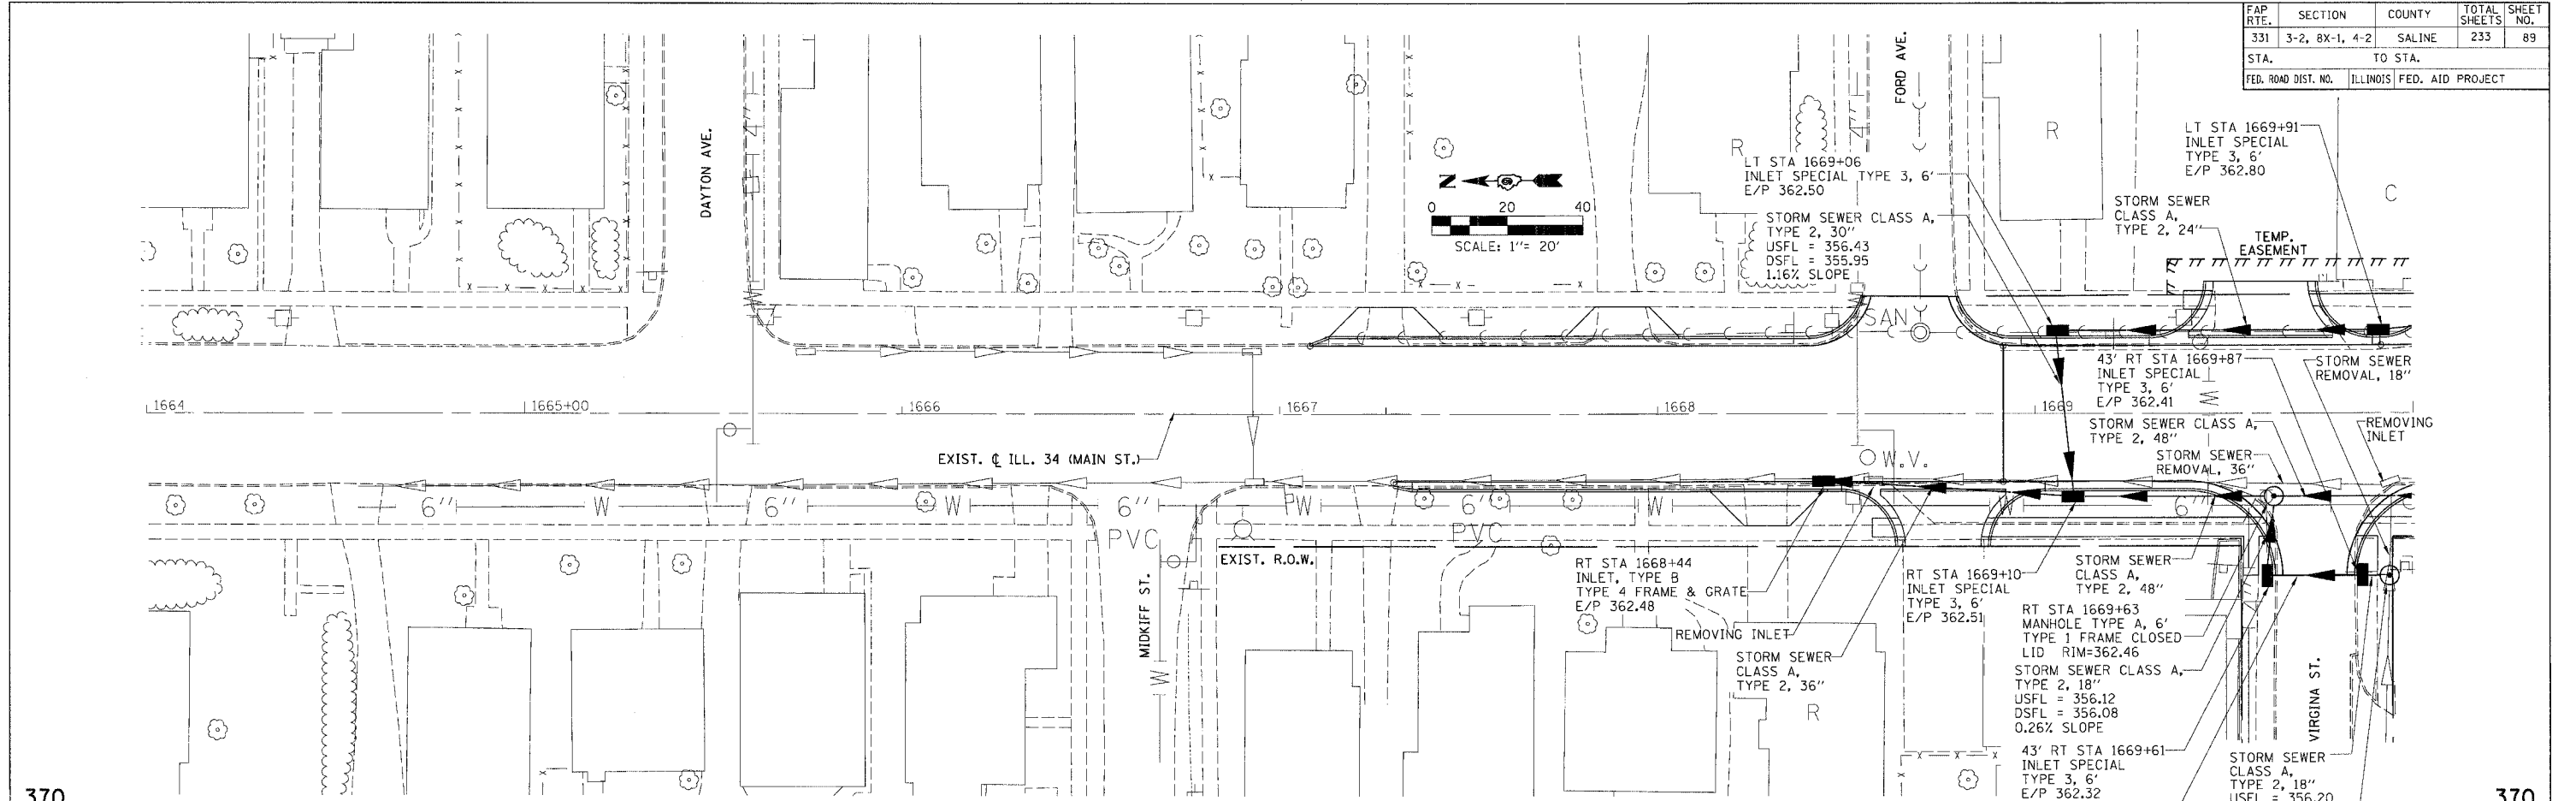 FAP RTE. SECTION COUNTY TOTAL SHEETS SHEET NO.
331 3-2, 8X-1, 4-2 SALINE 233 89
STA. TO STA.
FED. ROAD DIST. NO. ILLINOIS FED. AID PROJECT
DAYTON AVE.
4"
N
0 20 40
SCALE: 1"= 20'
FORD AVE.
4"
R
R
C
LT STA 1669+06
INLET SPECIAL TYPE 3, 6'
E/P 362.50
STORM SEWER CLASS A,
TYPE 2, 30"
USFL = 356.43
DSFL = 355.95
1.16% SLOPE
LT STA 1669+91
INLET SPECIAL
TYPE 3, 6'
E/P 362.80
STORM SEWER
CLASS A,
TYPE 2, 24"
TEMP.
EASEMENT
SAN
43' RT STA 1669+87
INLET SPECIAL
TYPE 3, 6'
E/P 362.41
STORM SEWER
REMOVAL, 18"
1664 1665+00 1666 1667 1668 1669
STORM SEWER CLASS A,
TYPE 2, 48"
REMOVING
INLET
STORM SEWER
REMOVAL, 36"
EXIST. ℄ ILL. 34 (MAIN ST.)
W.V.
6" W 6" W 6" PW 6" W W 6"
PVC PVC
EXIST. R.O.W.
MIDKIFF ST.
W
RT STA 1668+44
INLET, TYPE B
TYPE 4 FRAME & GRATE
E/P 362.48
REMOVING INLET
STORM SEWER
CLASS A,
TYPE 2, 36"
R
RT STA 1669+10
INLET SPECIAL
TYPE 3, 6'
E/P 362.51
STORM SEWER
CLASS A,
TYPE 2, 48"
RT STA 1669+63
MANHOLE TYPE A, 6'
TYPE 1 FRAME CLOSED
LID RIM=362.46
STORM SEWER CLASS A,
TYPE 2, 18"
USFL = 356.12
DSFL = 356.08
0.26% SLOPE
43' RT STA 1669+61
INLET SPECIAL
TYPE 3, 6'
E/P 362.32
VIRGINA ST.
STORM SEWER
CLASS A,
TYPE 2, 18"
USFL = 356.20
370 370